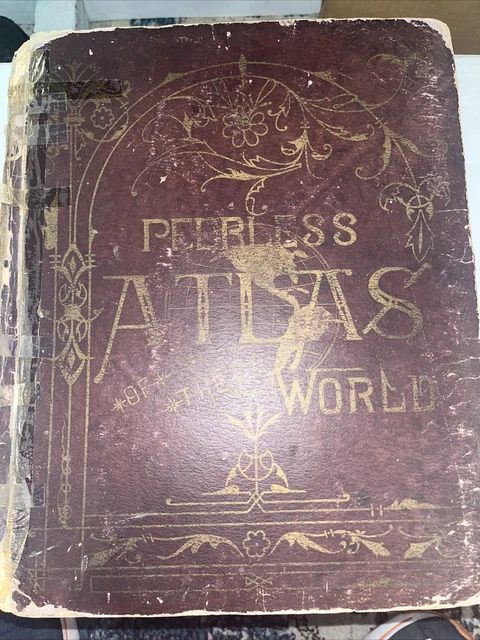 PEERLESS
ATLAS
*OF* *THE*
WORLD